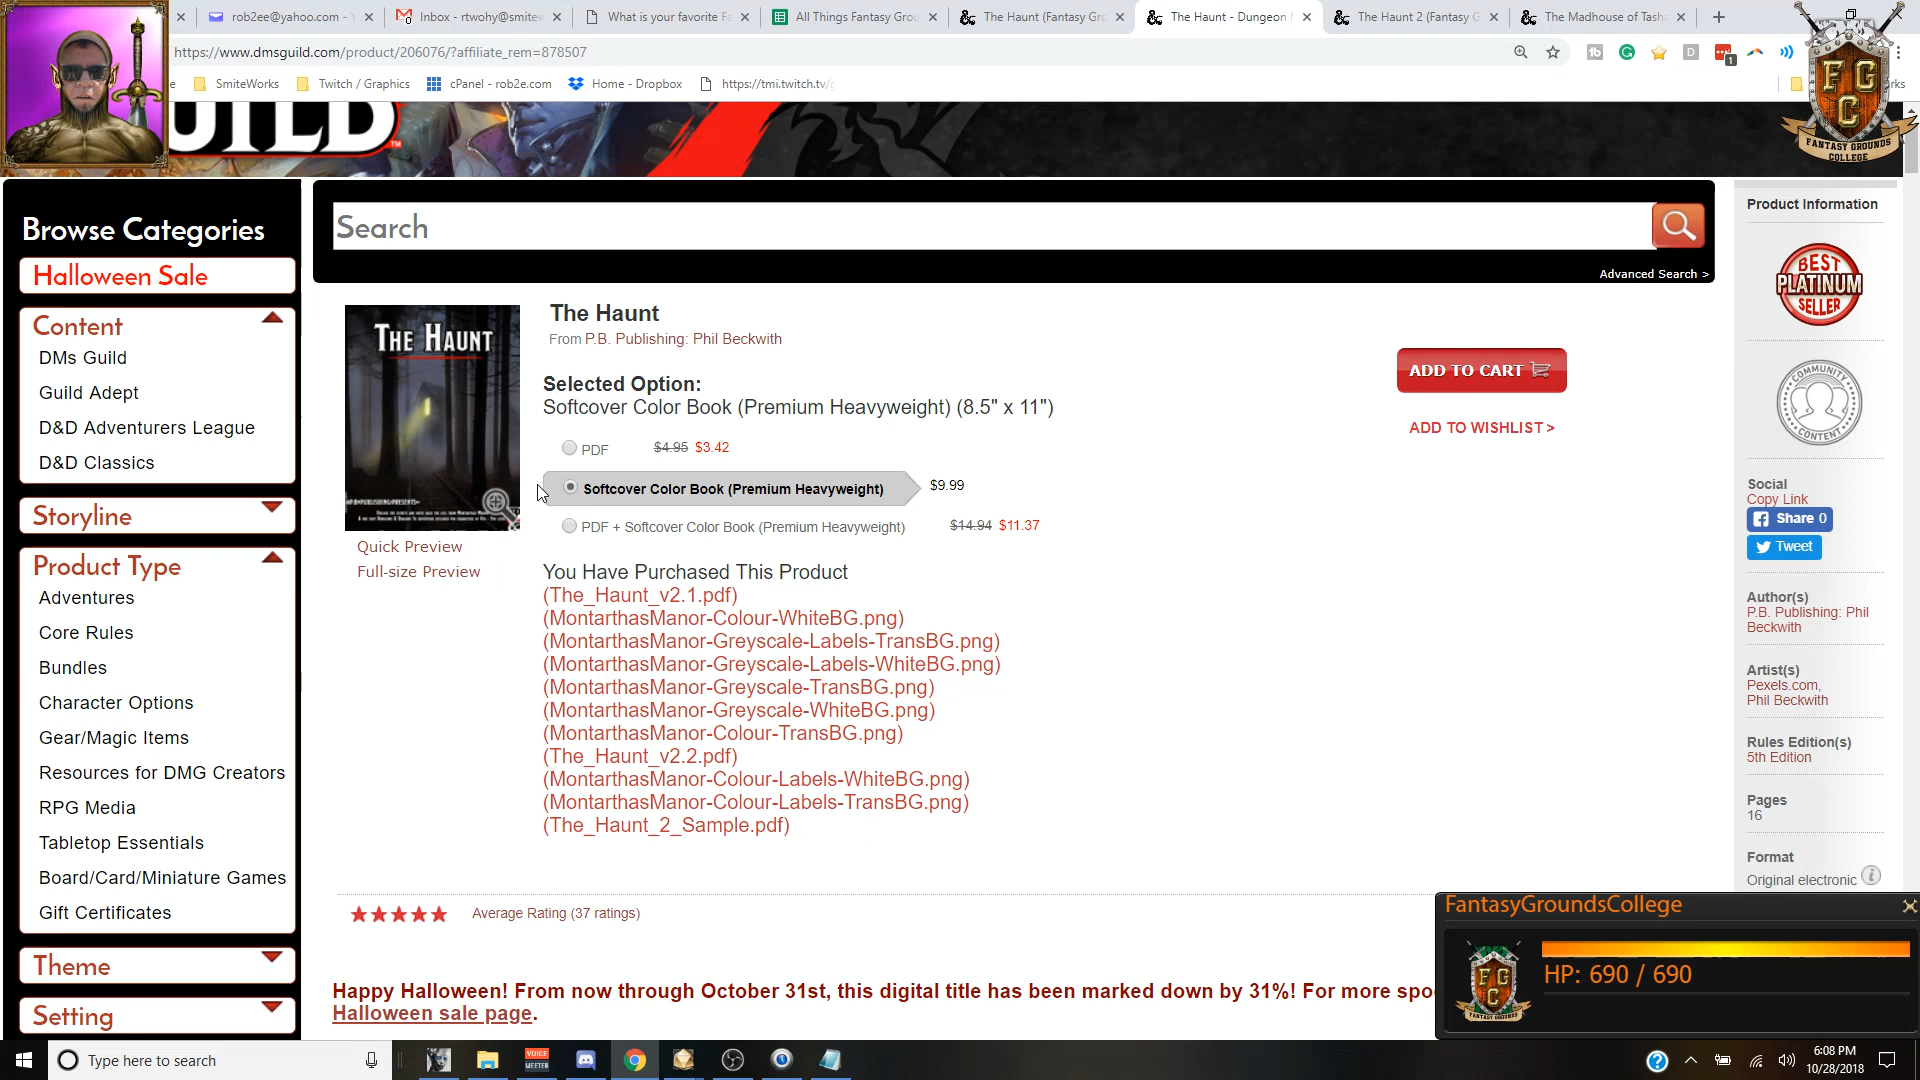 rob2ee@yahoo.com - Y
Inbox - rtwohy@smitew
What is your favorite Fa
All Things Fantasy Grou
The Haunt (Fantasy Gro
The Haunt - Dungeon M
The Haunt 2 (Fantasy G
The Madhouse of Tasha
https://www.dmsguild.com/product/206076/?affiliate_rem=878507
SmiteWorks
Twitch / Graphics
cPanel - rob2e.com
Home - Dropbox
https://tmi.twitch.tv/g
FGC
FANTASY GROUNDS
COLLEGE
UILD
Browse Categories
Halloween Sale
Content
DMs Guild
Guild Adept
D&D Adventurers League
D&D Classics
Storyline
Product Type
Adventures
Core Rules
Bundles
Character Options
Gear/Magic Items
Resources for DMG Creators
RPG Media
Tabletop Essentials
Board/Card/Miniature Games
Gift Certificates
Theme
Setting
Search
Advanced Search >
THE HAUNT
Quick Preview
Full-size Preview
The Haunt
From P.B. Publishing: Phil Beckwith
Selected Option:
Softcover Color Book (Premium Heavyweight) (8.5" x 11")
PDF $4.95 $3.42
Softcover Color Book (Premium Heavyweight) $9.99
PDF + Softcover Color Book (Premium Heavyweight) $14.94 $11.37
ADD TO CART
ADD TO WISHLIST >
You Have Purchased This Product
(The_Haunt_v2.1.pdf)
(MontarthasManor-Colour-WhiteBG.png)
(MontarthasManor-Greyscale-Labels-TransBG.png)
(MontarthasManor-Greyscale-Labels-WhiteBG.png)
(MontarthasManor-Greyscale-TransBG.png)
(MontarthasManor-Greyscale-WhiteBG.png)
(MontarthasManor-Colour-TransBG.png)
(The_Haunt_v2.2.pdf)
(MontarthasManor-Colour-Labels-WhiteBG.png)
(MontarthasManor-Colour-Labels-TransBG.png)
(The_Haunt_2_Sample.pdf)
Average Rating (37 ratings)
Happy Halloween! From now through October 31st, this digital title has been marked down by 31%! For more spo
Halloween sale page.
Product Information
BEST
PLATINUM
SELLER
COMMUNITY
CONTENT
Social
Copy Link
Share 0
Tweet
Author(s)
P.B. Publishing: Phil
Beckwith
Artist(s)
Pexels.com,
Phil Beckwith
Rules Edition(s)
5th Edition
Pages
16
Format
Original electronic
FantasyGroundsCollege
HP: 690 / 690
Type here to search
VOICE
MEETER
6:08 PM
10/28/2018